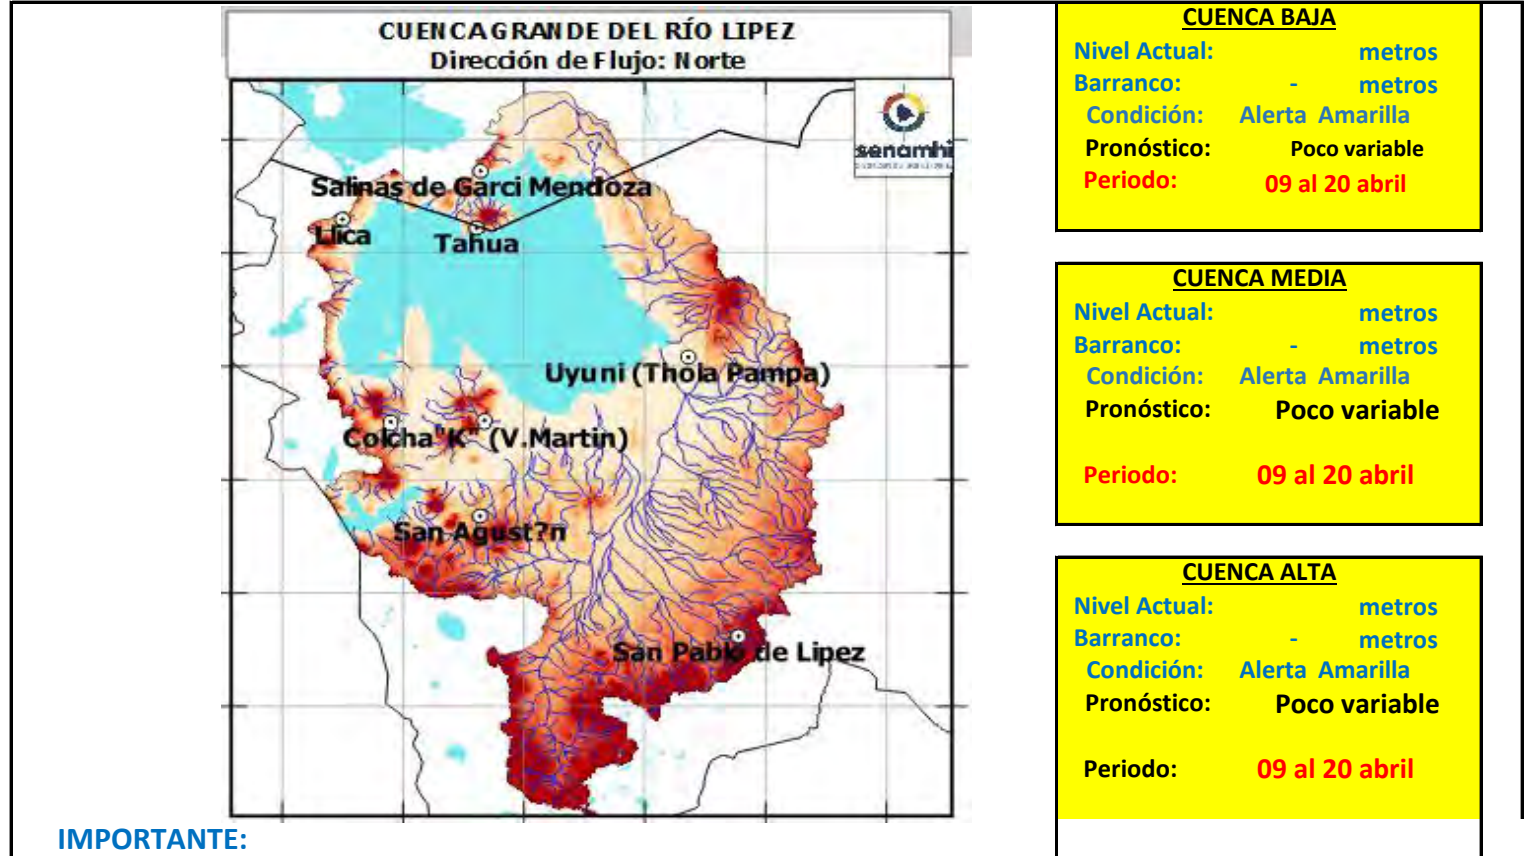 CUENCA GRANDE DEL RÍO LIPEZ
Dirección de Flujo: Norte
senamhi
Salinas de Garci Mendoza
Llica
Tahua
Uyuni (Thola Pampa)
Colcha"K" (V.Martin)
San Agust?n
San Pablo de Lipez
CUENCA BAJA
Nivel Actual: metros
Barranco: - metros
Condición: Alerta Amarilla
Pronóstico: Poco variable
Periodo: 09 al 20 abril
CUENCA MEDIA
Nivel Actual: metros
Barranco: - metros
Condición: Alerta Amarilla
Pronóstico: Poco variable
Periodo: 09 al 20 abril
CUENCA ALTA
Nivel Actual: metros
Barranco: - metros
Condición: Alerta Amarilla
Pronóstico: Poco variable
Periodo: 09 al 20 abril
IMPORTANTE: